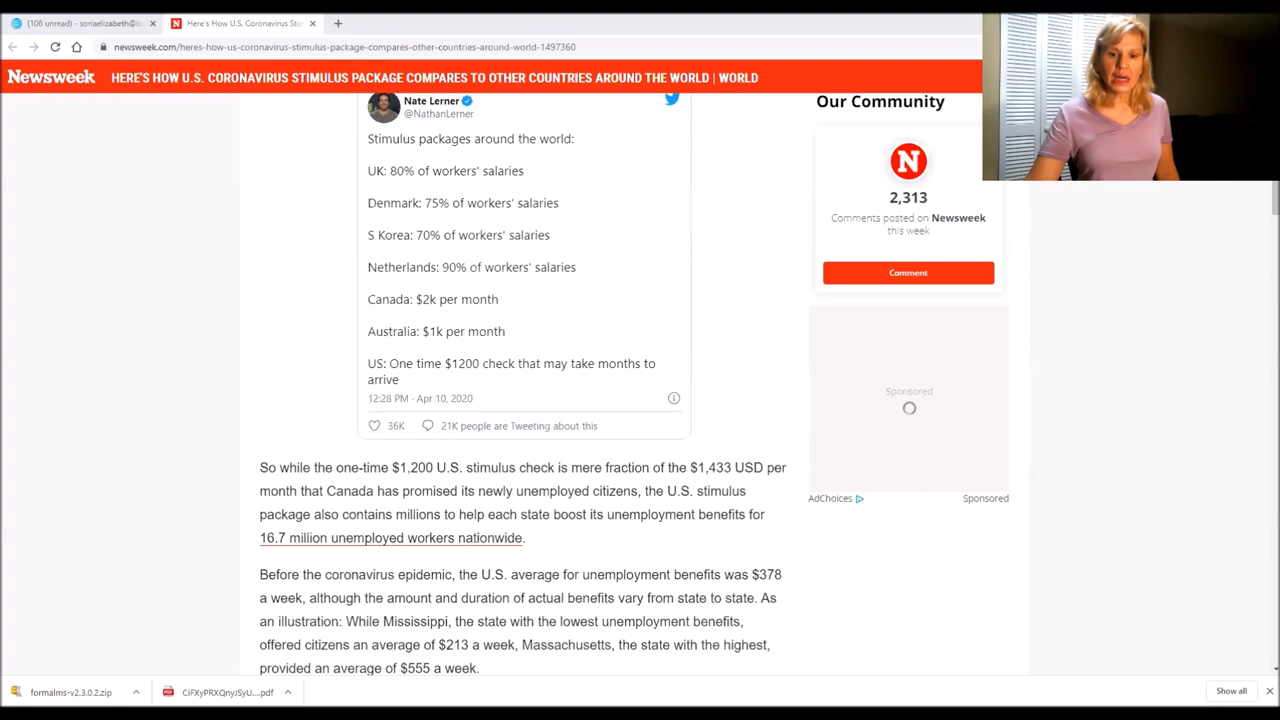 (106 unread) - soriaelizabeth@b
Here's How U.S. Coronavirus Stim
newsweek.com/heres-how-us-coronavirus-stim
mpares-other-countries-around-world-
497360
Newsweek
HERE'S HOW U.S. CORONAVIRUS STIMULUS PACKAGE COMPARES TO OTHER COUNTRIES AROUND THE WORLD | WORLD
Nate Lerner
@NathanLerner
Stimulus packages around the world:
UK: 80% of workers' salaries
Denmark: 75% of workers' salaries
S Korea: 70% of workers' salaries
Netherlands: 90% of workers' salaries
Canada: $2k per month
Australia: $1k per month
US: One time $1200 check that may take months to
arrive
12:28 PM · Apr 10, 2020
36K
21K people are Tweeting about this
So while the one-time $1,200 U.S. stimulus check is mere fraction of the $1,433 USD per
month that Canada has promised its newly unemployed citizens, the U.S. stimulus
package also contains millions to help each state boost its unemployment benefits for
16.7 million unemployed workers nationwide.
Before the coronavirus epidemic, the U.S. average for unemployment benefits was $378
a week, although the amount and duration of actual benefits vary from state to state. As
an illustration: While Mississippi, the state with the lowest unemployment benefits,
offered citizens an average of $213 a week, Massachusetts, the state with the highest,
provided an average of $555 a week.
Our Community
N
2,313
Comments posted on Newsweek
this week
Comment
Sponsored
AdChoices
Sponsored
formalms-v2.3.0.2.zip
CiFXyPRXQnyJSyU....pdf
Show all